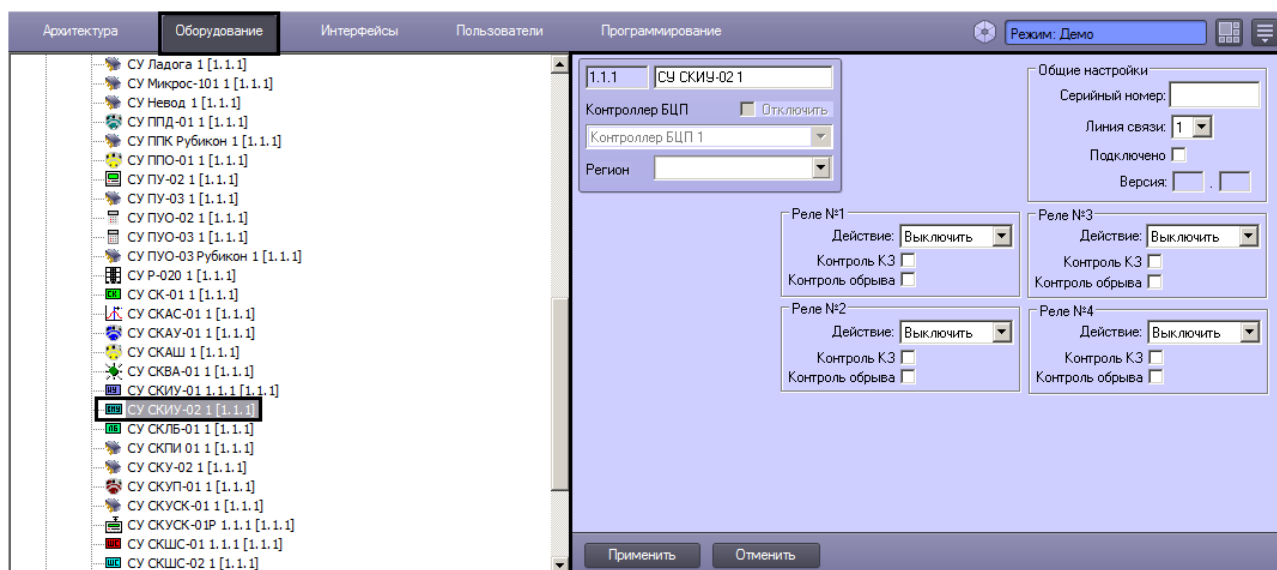 Архитектура Оборудование Интерфейсы Пользователи Программирование Режим: Демо
СУ Ладога 1 [1.1.1]
СУ Микрос-101 1 [1.1.1]
СУ Невод 1 [1.1.1]
СУ ППД-01 1 [1.1.1]
СУ ППК Рубикон 1 [1.1.1]
СУ ППО-01 1 [1.1.1]
СУ ПУ-02 1 [1.1.1]
СУ ПУ-03 1 [1.1.1]
СУ ПУО-02 1 [1.1.1]
СУ ПУО-03 1 [1.1.1]
СУ ПУО-03 Рубикон 1 [1.1.1]
СУ Р-020 1 [1.1.1]
СУ СК-01 1 [1.1.1]
СУ СКАС-01 1 [1.1.1]
СУ СКАУ-01 1 [1.1.1]
СУ СКАШ 1 [1.1.1]
СУ СКВА-01 1 [1.1.1]
СУ СКИУ-01 1.1.1 [1.1.1]
СУ СКИУ-02 1 [1.1.1]
СУ СКЛБ-01 1 [1.1.1]
СУ СКПИ 01 1 [1.1.1]
СУ СКУ-02 1 [1.1.1]
СУ СКУП-01 1 [1.1.1]
СУ СКУСК-01 1 [1.1.1]
СУ СКУСК-01Р 1.1.1 [1.1.1]
СУ СКШС-01 1.1.1 [1.1.1]
СУ СКШС-02 1 [1.1.1]
1.1.1 СУ СКИУ-02 1
Контроллер БЦП Отключить
Контроллер БЦП 1
Регион
Общие настройки
Серийный номер:
Линия связи: 1
Подключено
Версия: .
Реле №1
Действие: Выключить
Контроль КЗ
Контроль обрыва
Реле №3
Действие: Выключить
Контроль КЗ
Контроль обрыва
Реле №2
Действие: Выключить
Контроль КЗ
Контроль обрыва
Реле №4
Действие: Выключить
Контроль КЗ
Контроль обрыва
Применить Отменить